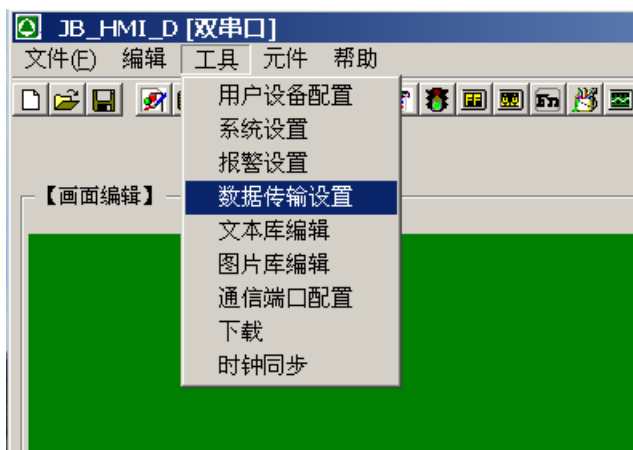 JB_HMI_D [双串口]
文件(F) 编辑 工具 元件 帮助
用户设备配置
系统设置
报警设置
【画面编辑】
数据传输设置
文本库编辑
图片库编辑
通信端口配置
下载
时钟同步